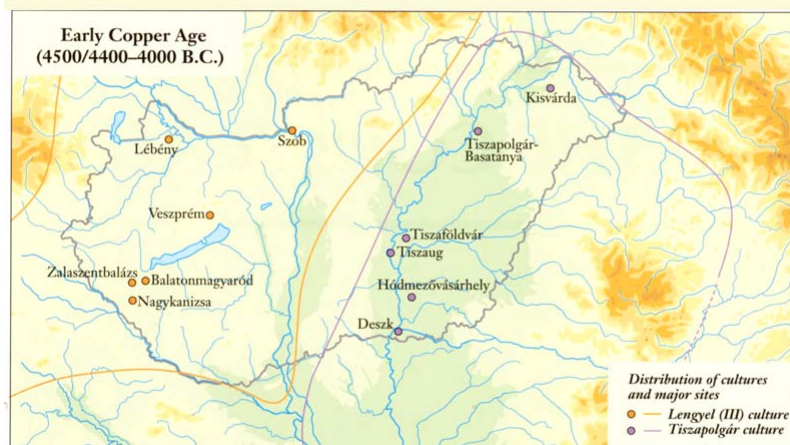 Early Copper Age
(4500/4400–4000 B.C.)
Kisvárda
Lébény
Szob
Tiszapolgár-
Basatanya
Veszprém
Tiszaföldvár
Tiszaug
Zalaszentbalázs
Balatonmagyaród
Nagykanizsa
Hódmezővásárhely
Deszk
Distribution of cultures
and major sites
Lengyel (III) culture
Tiszapolgár culture